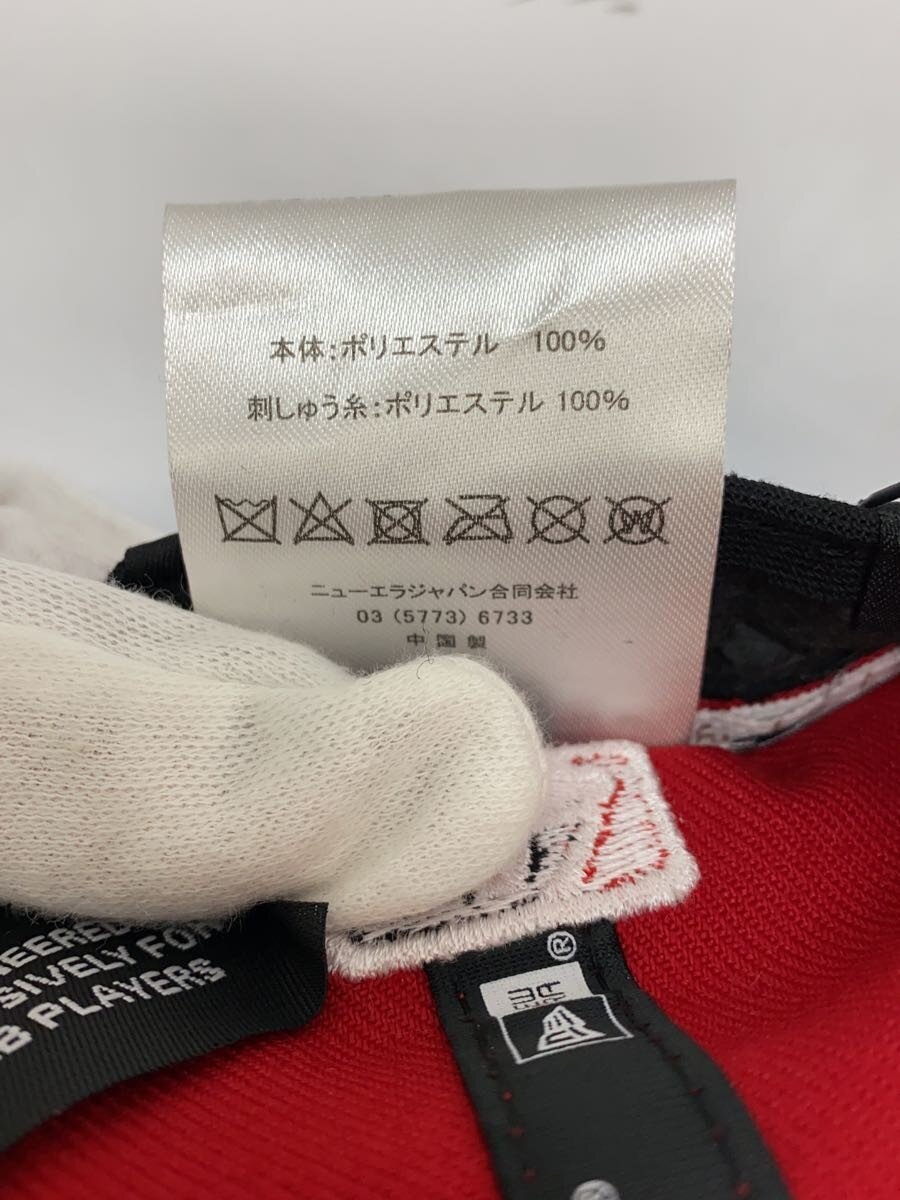 本体:ポリエステル 100%
刺しゅう糸:ポリエステル 100%
W
ニューエラジャパン合同会社
03 (5773) 6733
中国製
SIVELY FOR
PLAYERS
®